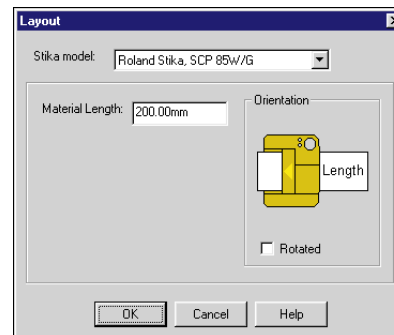 Layout
Stika model: Roland Stika, SCP 85W/G
Material Length: 200.00mm
Orientation
Length
Rotated
OK Cancel Help